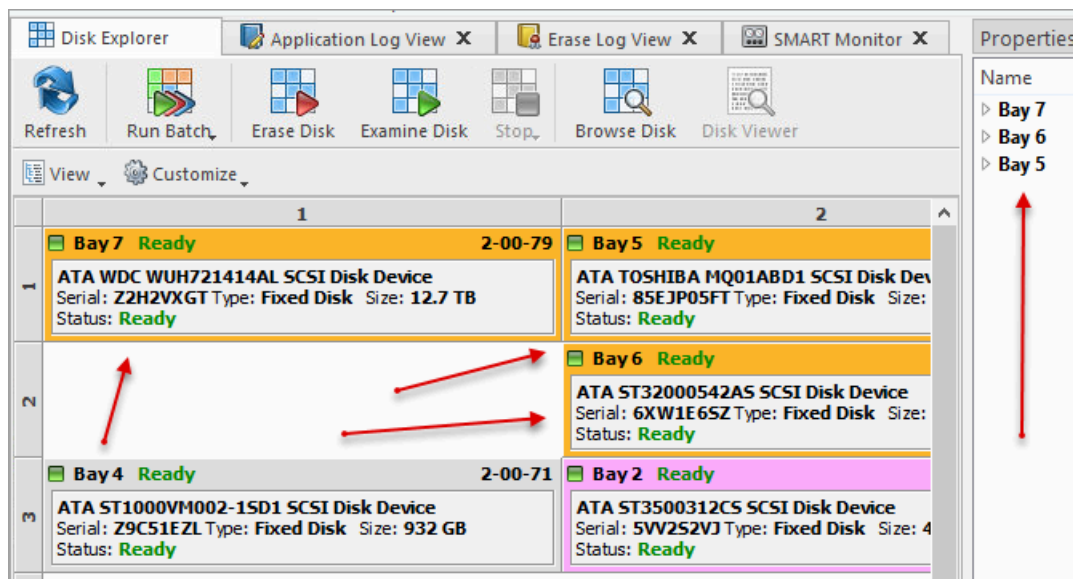 Disk Explorer
Application Log View X
Erase Log View X
SMART Monitor X
Properties
Refresh
Run Batch
Erase Disk
Examine Disk
Stop
Browse Disk
Disk Viewer
View
Customize
Name
Bay 7
Bay 6
Bay 5
1
2
1
Bay 7 Ready 2-00-79
ATA WDC WUH721414AL SCSI Disk Device
Serial: Z2H2VXGT Type: Fixed Disk Size: 12.7 TB
Status: Ready
Bay 5 Ready
ATA TOSHIBA MQ01ABD1 SCSI Disk Dev
Serial: 85EJP05FT Type: Fixed Disk Size:
Status: Ready
2
Bay 6 Ready
ATA ST32000542AS SCSI Disk Device
Serial: 6XW1E6SZ Type: Fixed Disk Size:
Status: Ready
3
Bay 4 Ready 2-00-71
ATA ST1000VM002-1SD1 SCSI Disk Device
Serial: Z9C51EZL Type: Fixed Disk Size: 932 GB
Status: Ready
Bay 2 Ready
ATA ST3500312CS SCSI Disk Device
Serial: 5VV2S2VJ Type: Fixed Disk Size: 4
Status: Ready